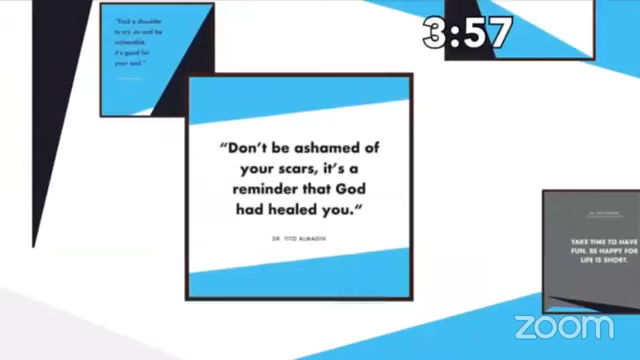 "Find a shoulder
to cry on and be
vulnerable,
it's good for
your soul."
3:57
"Don't be ashamed of
your scars, it's a
reminder that God
had healed you."
DR. TITO ALMADIN
TAKE TIME TO HAVE
FUN, BE HAPPY FOR
LIFE IS SHORT.
zoom